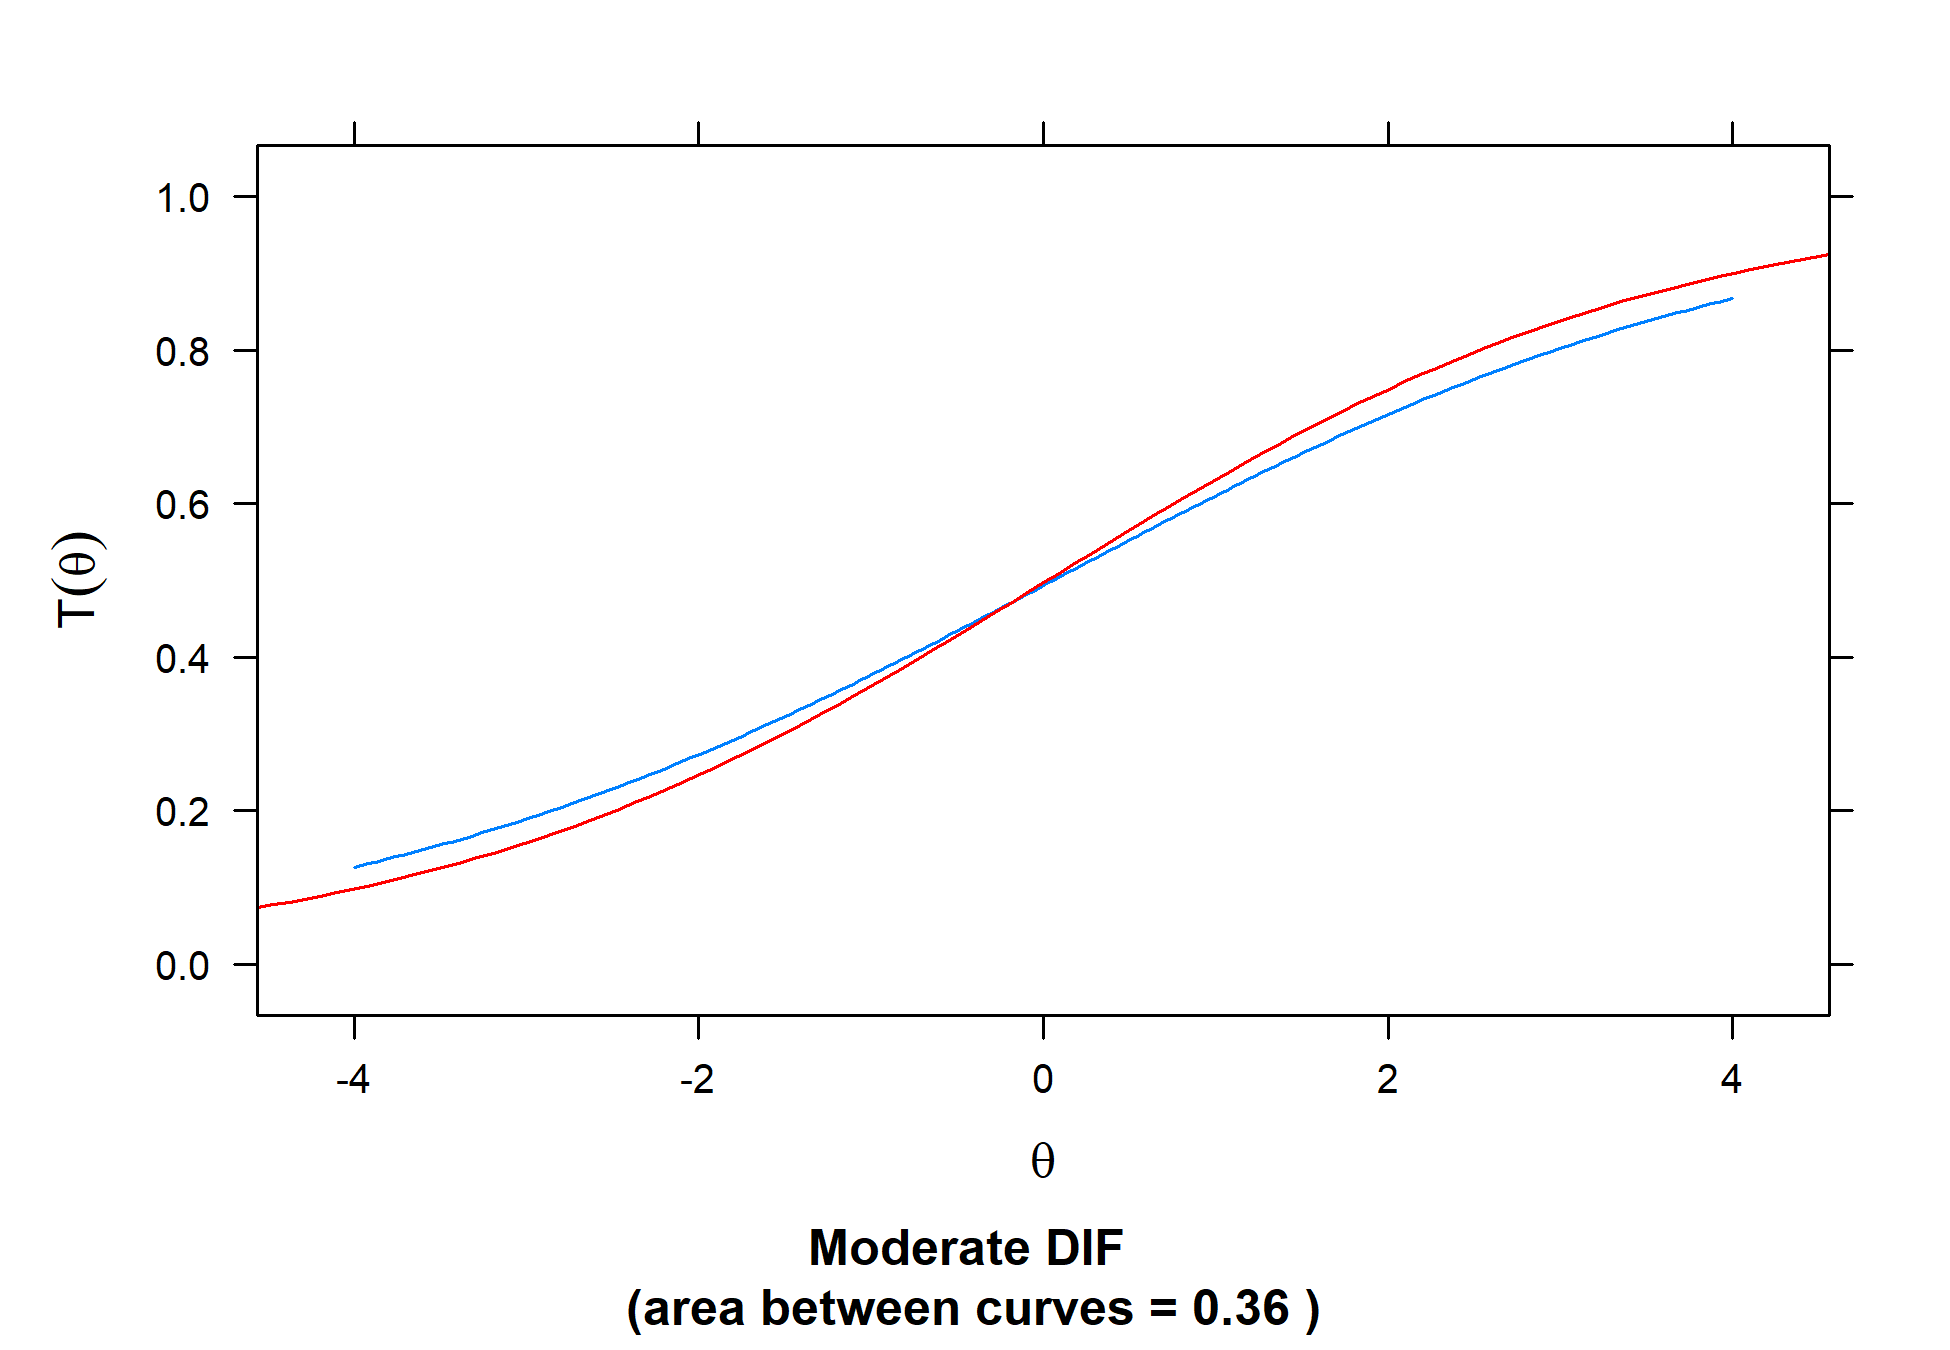 1.0
0.8
0.6
0.4
0.2
0.0
T(θ)
-4 -2 0 2 4
θ
Moderate DIF
(area between curves = 0.36 )